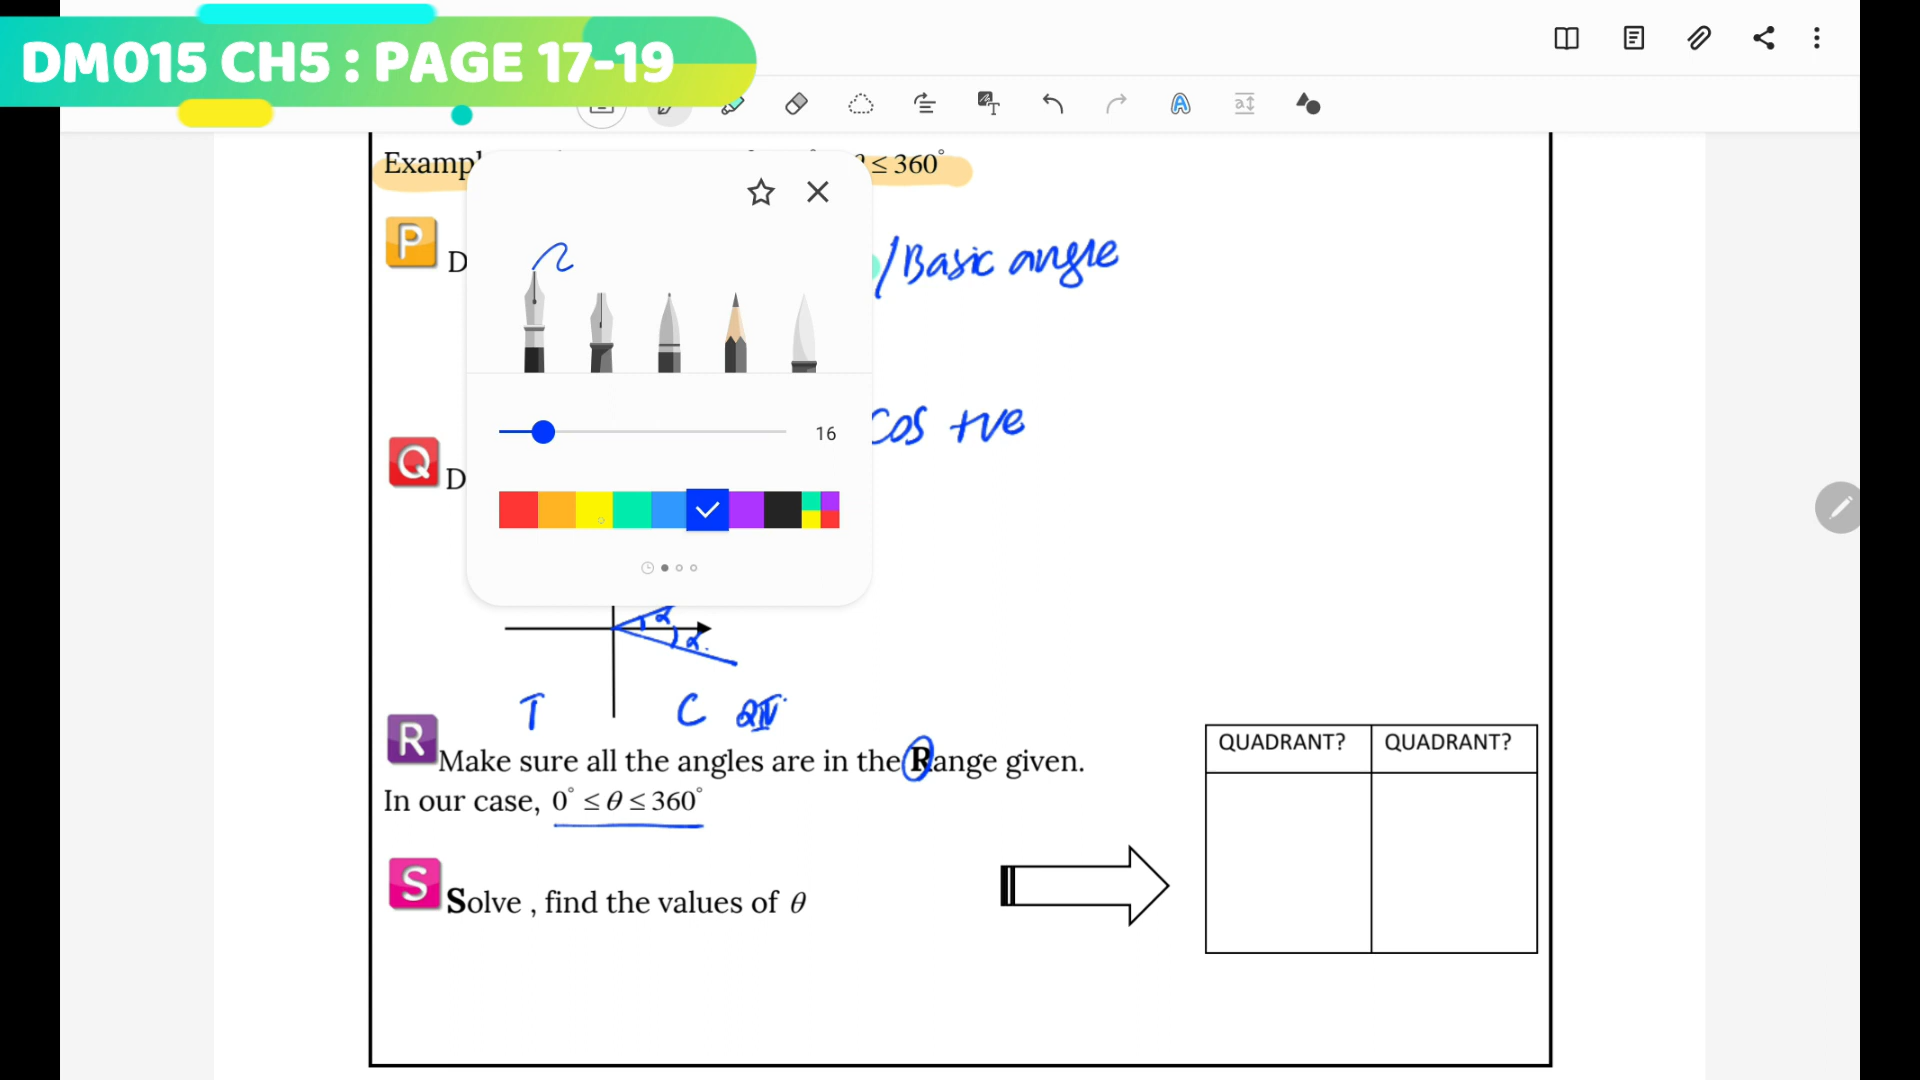 DM015 CH5 : PAGE 17-19
Examp ≤ 360°
P
D /Basic angle
16
Q
D Cos +ve
α
α
T C QIV
R
Make sure all the angles are in the Range given.
In our case, 0° ≤ θ ≤ 360°
S
Solve , find the values of θ
QUADRANT? QUADRANT?